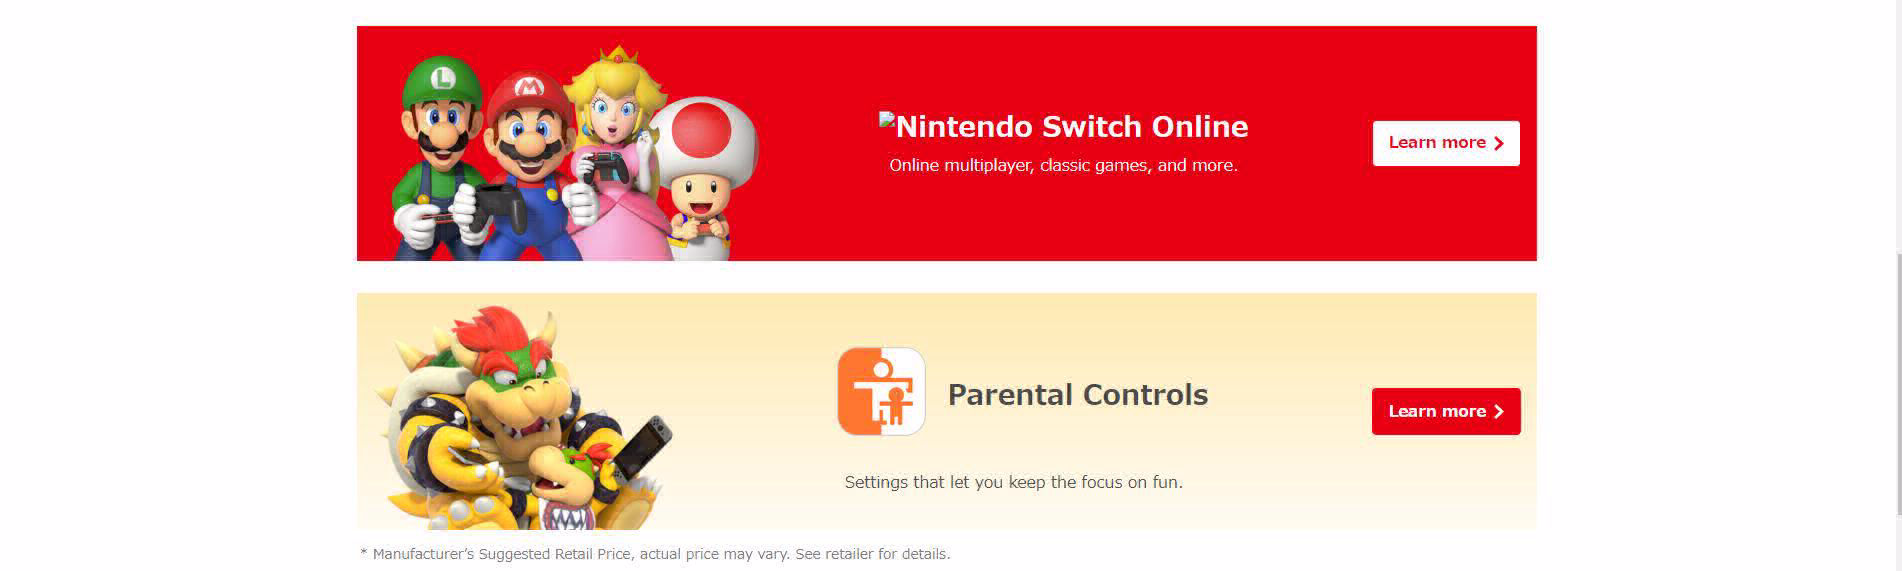 L
M
Nintendo Switch Online
Online multiplayer, classic games, and more.
Learn more
Parental Controls
Settings that let you keep the focus on fun.
Learn more
* Manufacturer’s Suggested Retail Price, actual price may vary. See retailer for details.